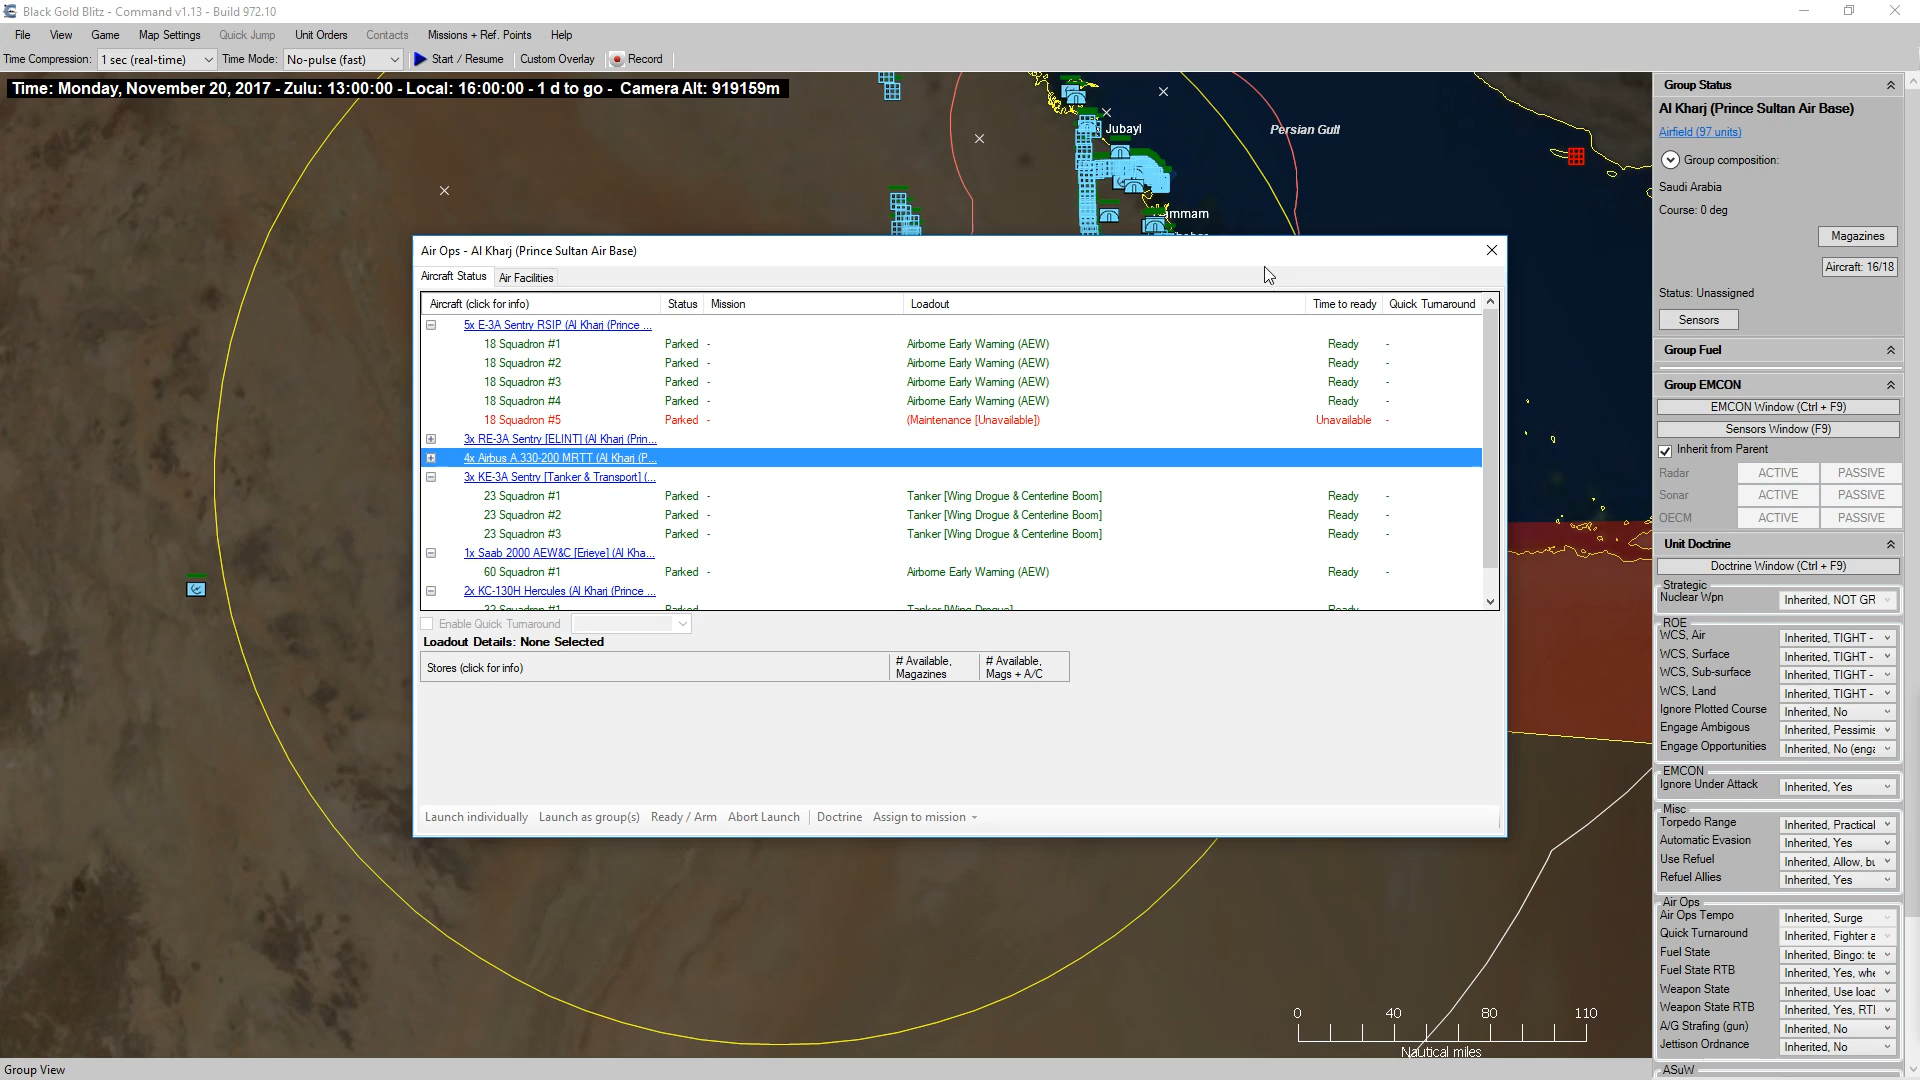 Black Gold Blitz - Command v1.13 - Build 972.10
File View Game Map Settings Quick Jump Unit Orders Contacts Missions + Ref. Points Help
Time Compression: 1 sec (real-time) Time Mode: No-pulse (fast) Start / Resume Custom Overlay Record
Time: Monday, November 20, 2017 - Zulu: 13:00:00 - Local: 16:00:00 - 1 d to go - Camera Alt: 919159m
Jubayl
Persian Gulf
mmam
Air Ops - Al Kharj (Prince Sultan Air Base)
Aircraft Status Air Facilities
Aircraft (click for info) Status Mission Loadout Time to ready Quick Turnaround
5x E-3A Sentry RSIP (Al Kharj (Prince ...
18 Squadron #1 Parked - Airborne Early Warning (AEW) Ready -
18 Squadron #2 Parked - Airborne Early Warning (AEW) Ready -
18 Squadron #3 Parked - Airborne Early Warning (AEW) Ready -
18 Squadron #4 Parked - Airborne Early Warning (AEW) Ready -
18 Squadron #5 Parked - (Maintenance [Unavailable]) Unavailable -
3x RE-3A Sentry [ELINT] (Al Kharj (Prin...
4x Airbus A.330-200 MRTT (Al Kharj (P...
3x KE-3A Sentry [Tanker & Transport] (...
23 Squadron #1 Parked - Tanker [Wing Drogue & Centerline Boom] Ready -
23 Squadron #2 Parked - Tanker [Wing Drogue & Centerline Boom] Ready -
23 Squadron #3 Parked - Tanker [Wing Drogue & Centerline Boom] Ready -
1x Saab 2000 AEW&C [Erieye] (Al Kha...
60 Squadron #1 Parked - Airborne Early Warning (AEW) Ready -
2x KC-130H Hercules (Al Kharj (Prince ...
32 Squadron #1 Parked Tanker [Wing Drogue] Ready
Enable Quick Turnaround
Loadout Details: None Selected
Stores (click for info) # Available, Magazines # Available, Mags + A/C
Launch individually Launch as group(s) Ready / Arm Abort Launch Doctrine Assign to mission
0 40 80 110
Nautical miles
Group View
Group Status
Al Kharj (Prince Sultan Air Base)
Airfield (97 units)
Group composition:
Saudi Arabia
Course: 0 deg
Magazines
Aircraft: 16/18
Status: Unassigned
Sensors
Group Fuel
Group EMCON
EMCON Window (Ctrl + F9)
Sensors Window (F9)
Inherit from Parent
Radar ACTIVE PASSIVE
Sonar ACTIVE PASSIVE
OECM ACTIVE PASSIVE
Unit Doctrine
Doctrine Window (Ctrl + F9)
Strategic
Nuclear Wpn Inherited, NOT GR
ROE
WCS, Air Inherited, TIGHT -
WCS, Surface Inherited, TIGHT -
WCS, Sub-surface Inherited, TIGHT -
WCS, Land Inherited, TIGHT -
Ignore Plotted Course Inherited, No
Engage Ambigous Inherited, Pessimis
Engage Opportunities Inherited, No (enga
EMCON
Ignore Under Attack Inherited, Yes
Misc
Torpedo Range Inherited, Practical
Automatic Evasion Inherited, Yes
Use Refuel Inherited, Allow, bu
Refuel Allies Inherited, Yes
Air Ops
Air Ops Tempo Inherited, Surge
Quick Turnaround Inherited, Fighter a
Fuel State Inherited, Bingo: te
Fuel State RTB Inherited, Yes, whe
Weapon State Inherited, Use load
Weapon State RTB Inherited, Yes, RTI
A/G Strafing (gun) Inherited, No
Jettison Ordnance Inherited, No
ASuW